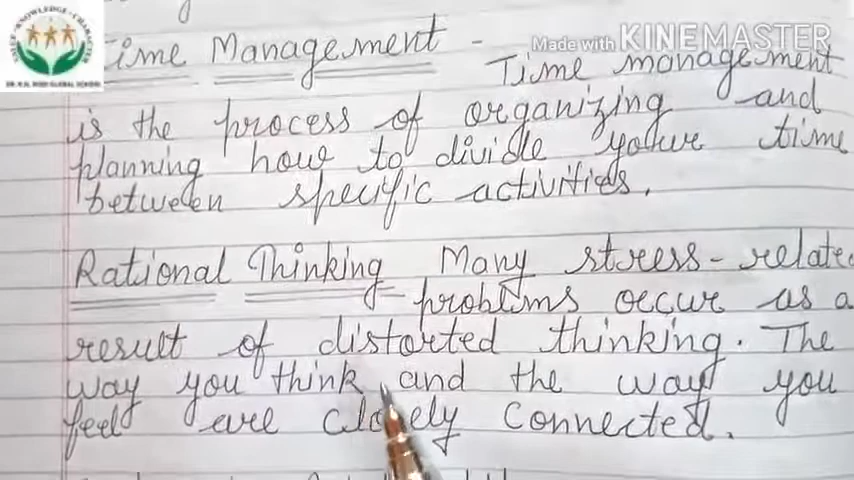 Made with KINEMASTER
Time Management -
Time management
is the process of organizing and
planning how to divide your time
between specific activities.
Rational Thinking - Many stress-related
problems occur as a
result of distorted thinking. The
way you think and the way you
feel are closely connected.